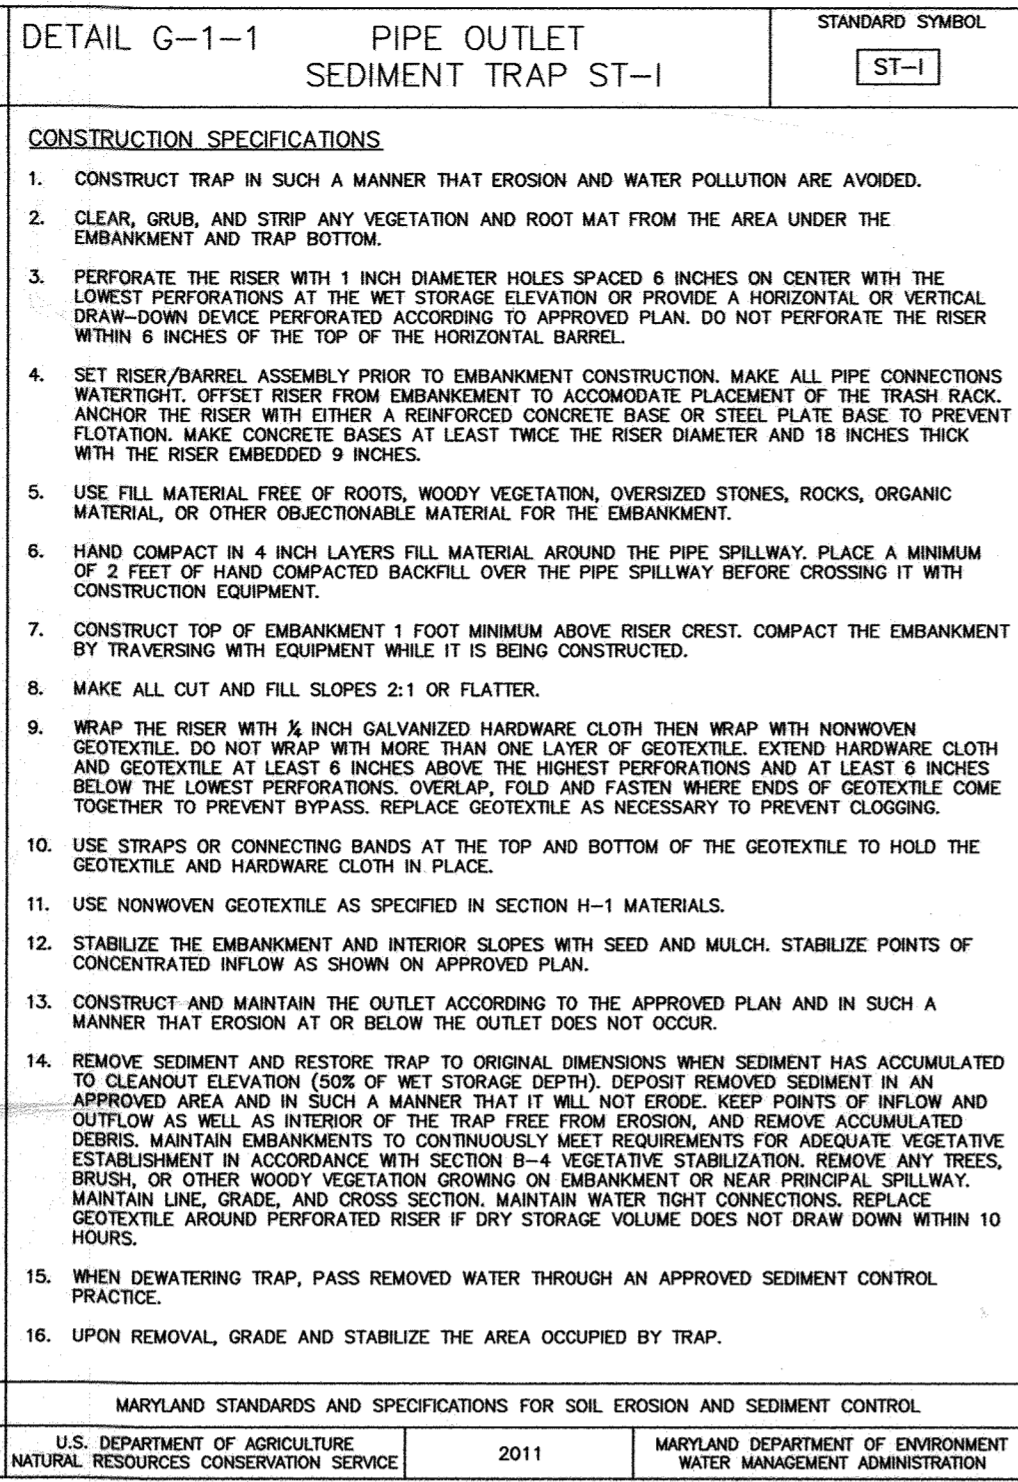 DETAIL G-1-1 PIPE OUTLET
SEDIMENT TRAP ST-I
STANDARD SYMBOL
ST-I
CONSTRUCTION SPECIFICATIONS
1. CONSTRUCT TRAP IN SUCH A MANNER THAT EROSION AND WATER POLLUTION ARE AVOIDED.
2. CLEAR, GRUB, AND STRIP ANY VEGETATION AND ROOT MAT FROM THE AREA UNDER THE
EMBANKMENT AND TRAP BOTTOM.
3. PERFORATE THE RISER WITH 1 INCH DIAMETER HOLES SPACED 6 INCHES ON CENTER WITH THE
LOWEST PERFORATIONS AT THE WET STORAGE ELEVATION OR PROVIDE A HORIZONTAL OR VERTICAL
DRAW-DOWN DEVICE PERFORATED ACCORDING TO APPROVED PLAN. DO NOT PERFORATE THE RISER
WITHIN 6 INCHES OF THE TOP OF THE HORIZONTAL BARREL.
4. SET RISER/BARREL ASSEMBLY PRIOR TO EMBANKMENT CONSTRUCTION. MAKE ALL PIPE CONNECTIONS
WATERTIGHT. OFFSET RISER FROM EMBANKEMENT TO ACCOMODATE PLACEMENT OF THE TRASH RACK.
ANCHOR THE RISER WITH EITHER A REINFORCED CONCRETE BASE OR STEEL PLATE BASE TO PREVENT
FLOTATION. MAKE CONCRETE BASES AT LEAST TWICE THE RISER DIAMETER AND 18 INCHES THICK
WITH THE RISER EMBEDDED 9 INCHES.
5. USE FILL MATERIAL FREE OF ROOTS, WOODY VEGETATION, OVERSIZED STONES, ROCKS, ORGANIC
MATERIAL, OR OTHER OBJECTIONABLE MATERIAL FOR THE EMBANKMENT.
6. HAND COMPACT IN 4 INCH LAYERS FILL MATERIAL AROUND THE PIPE SPILLWAY. PLACE A MINIMUM
OF 2 FEET OF HAND COMPACTED BACKFILL OVER THE PIPE SPILLWAY BEFORE CROSSING IT WITH
CONSTRUCTION EQUIPMENT.
7. CONSTRUCT TOP OF EMBANKMENT 1 FOOT MINIMUM ABOVE RISER CREST. COMPACT THE EMBANKMENT
BY TRAVERSING WITH EQUIPMENT WHILE IT IS BEING CONSTRUCTED.
8. MAKE ALL CUT AND FILL SLOPES 2:1 OR FLATTER.
9. WRAP THE RISER WITH ¼ INCH GALVANIZED HARDWARE CLOTH THEN WRAP WITH NONWOVEN
GEOTEXTILE. DO NOT WRAP WITH MORE THAN ONE LAYER OF GEOTEXTILE. EXTEND HARDWARE CLOTH
AND GEOTEXTILE AT LEAST 6 INCHES ABOVE THE HIGHEST PERFORATIONS AND AT LEAST 6 INCHES
BELOW THE LOWEST PERFORATIONS. OVERLAP, FOLD AND FASTEN WHERE ENDS OF GEOTEXTILE COME
TOGETHER TO PREVENT BYPASS. REPLACE GEOTEXTILE AS NECESSARY TO PREVENT CLOGGING.
10. USE STRAPS OR CONNECTING BANDS AT THE TOP AND BOTTOM OF THE GEOTEXTILE TO HOLD THE
GEOTEXTILE AND HARDWARE CLOTH IN PLACE.
11. USE NONWOVEN GEOTEXTILE AS SPECIFIED IN SECTION H-1 MATERIALS.
12. STABILIZE THE EMBANKMENT AND INTERIOR SLOPES WITH SEED AND MULCH. STABILIZE POINTS OF
CONCENTRATED INFLOW AS SHOWN ON APPROVED PLAN.
13. CONSTRUCT AND MAINTAIN THE OUTLET ACCORDING TO THE APPROVED PLAN AND IN SUCH A
MANNER THAT EROSION AT OR BELOW THE OUTLET DOES NOT OCCUR.
14. REMOVE SEDIMENT AND RESTORE TRAP TO ORIGINAL DIMENSIONS WHEN SEDIMENT HAS ACCUMULATED
TO CLEANOUT ELEVATION (50% OF WET STORAGE DEPTH). DEPOSIT REMOVED SEDIMENT IN AN
APPROVED AREA AND IN SUCH A MANNER THAT IT WILL NOT ERODE. KEEP POINTS OF INFLOW AND
OUTFLOW AS WELL AS INTERIOR OF THE TRAP FREE FROM EROSION, AND REMOVE ACCUMULATED
DEBRIS. MAINTAIN EMBANKMENTS TO CONTINUOUSLY MEET REQUIREMENTS FOR ADEQUATE VEGETATIVE
ESTABLISHMENT IN ACCORDANCE WITH SECTION B-4 VEGETATIVE STABILIZATION. REMOVE ANY TREES,
BRUSH, OR OTHER WOODY VEGETATION GROWING ON EMBANKMENT OR NEAR PRINCIPAL SPILLWAY.
MAINTAIN LINE, GRADE, AND CROSS SECTION. MAINTAIN WATER TIGHT CONNECTIONS. REPLACE
GEOTEXTILE AROUND PERFORATED RISER IF DRY STORAGE VOLUME DOES NOT DRAW DOWN WITHIN 10
HOURS.
15. WHEN DEWATERING TRAP, PASS REMOVED WATER THROUGH AN APPROVED SEDIMENT CONTROL
PRACTICE.
16. UPON REMOVAL, GRADE AND STABILIZE THE AREA OCCUPIED BY TRAP.
MARYLAND STANDARDS AND SPECIFICATIONS FOR SOIL EROSION AND SEDIMENT CONTROL
U.S. DEPARTMENT OF AGRICULTURE
NATURAL RESOURCES CONSERVATION SERVICE
2011
MARYLAND DEPARTMENT OF ENVIRONMENT
WATER MANAGEMENT ADMINISTRATION